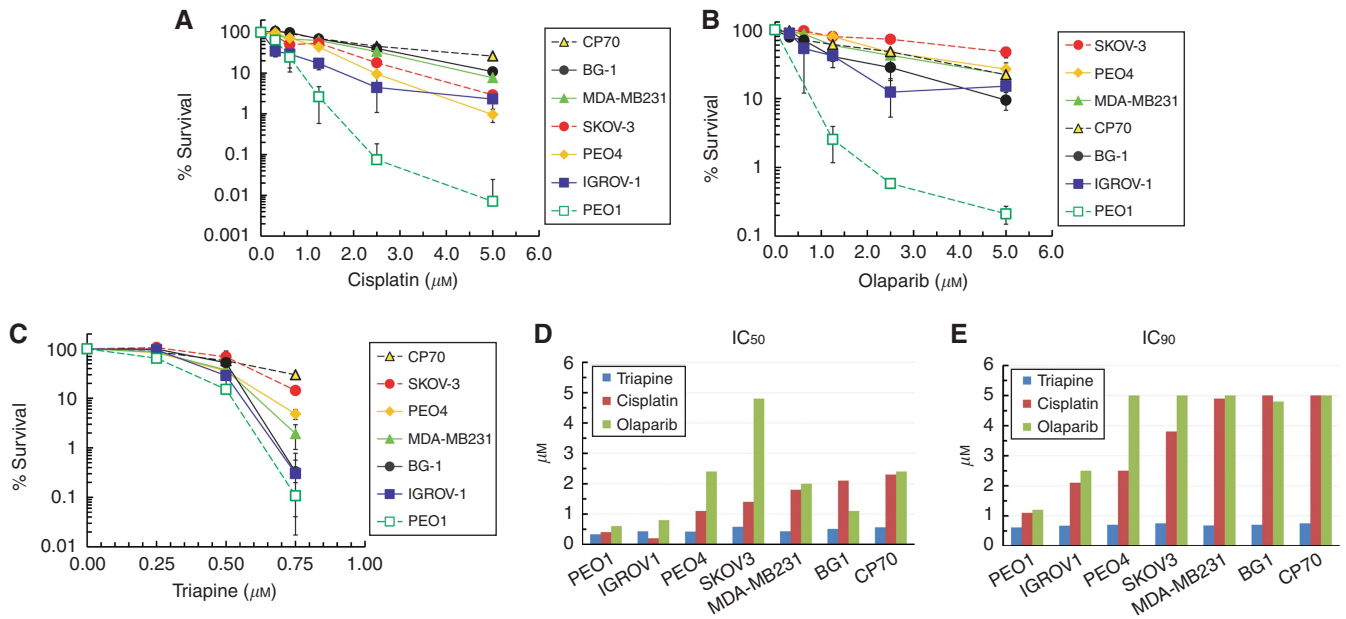 A
% Survival
100
10
1
0.1
0.01
0.001
0.0 1.0 2.0 3.0 4.0 5.0 6.0
Cisplatin (μM)
CP70
BG-1
MDA-MB231
SKOV-3
PEO4
IGROV-1
PEO1
B
% Survival
100
10
1
0.1
0.0 1.0 2.0 3.0 4.0 5.0 6.0
Olaparib (μM)
SKOV-3
PEO4
MDA-MB231
CP70
BG-1
IGROV-1
PEO1
C
% Survival
100
10
1
0.1
0.01
0.00 0.25 0.50 0.75 1.00
Triapine (μM)
CP70
SKOV-3
PEO4
MDA-MB231
BG-1
IGROV-1
PEO1
D
IC50
μM
6
5
4
3
2
1
0
Triapine
Cisplatin
Olaparib
PEO1 IGROV1 PEO4 SKOV3 MDA-MB231 BG1 CP70
E
IC90
μM
6
5
4
3
2
1
0
Triapine
Cisplatin
Olaparib
PEO1 IGROV1 PEO4 SKOV3 MDA-MB231 BG1 CP70